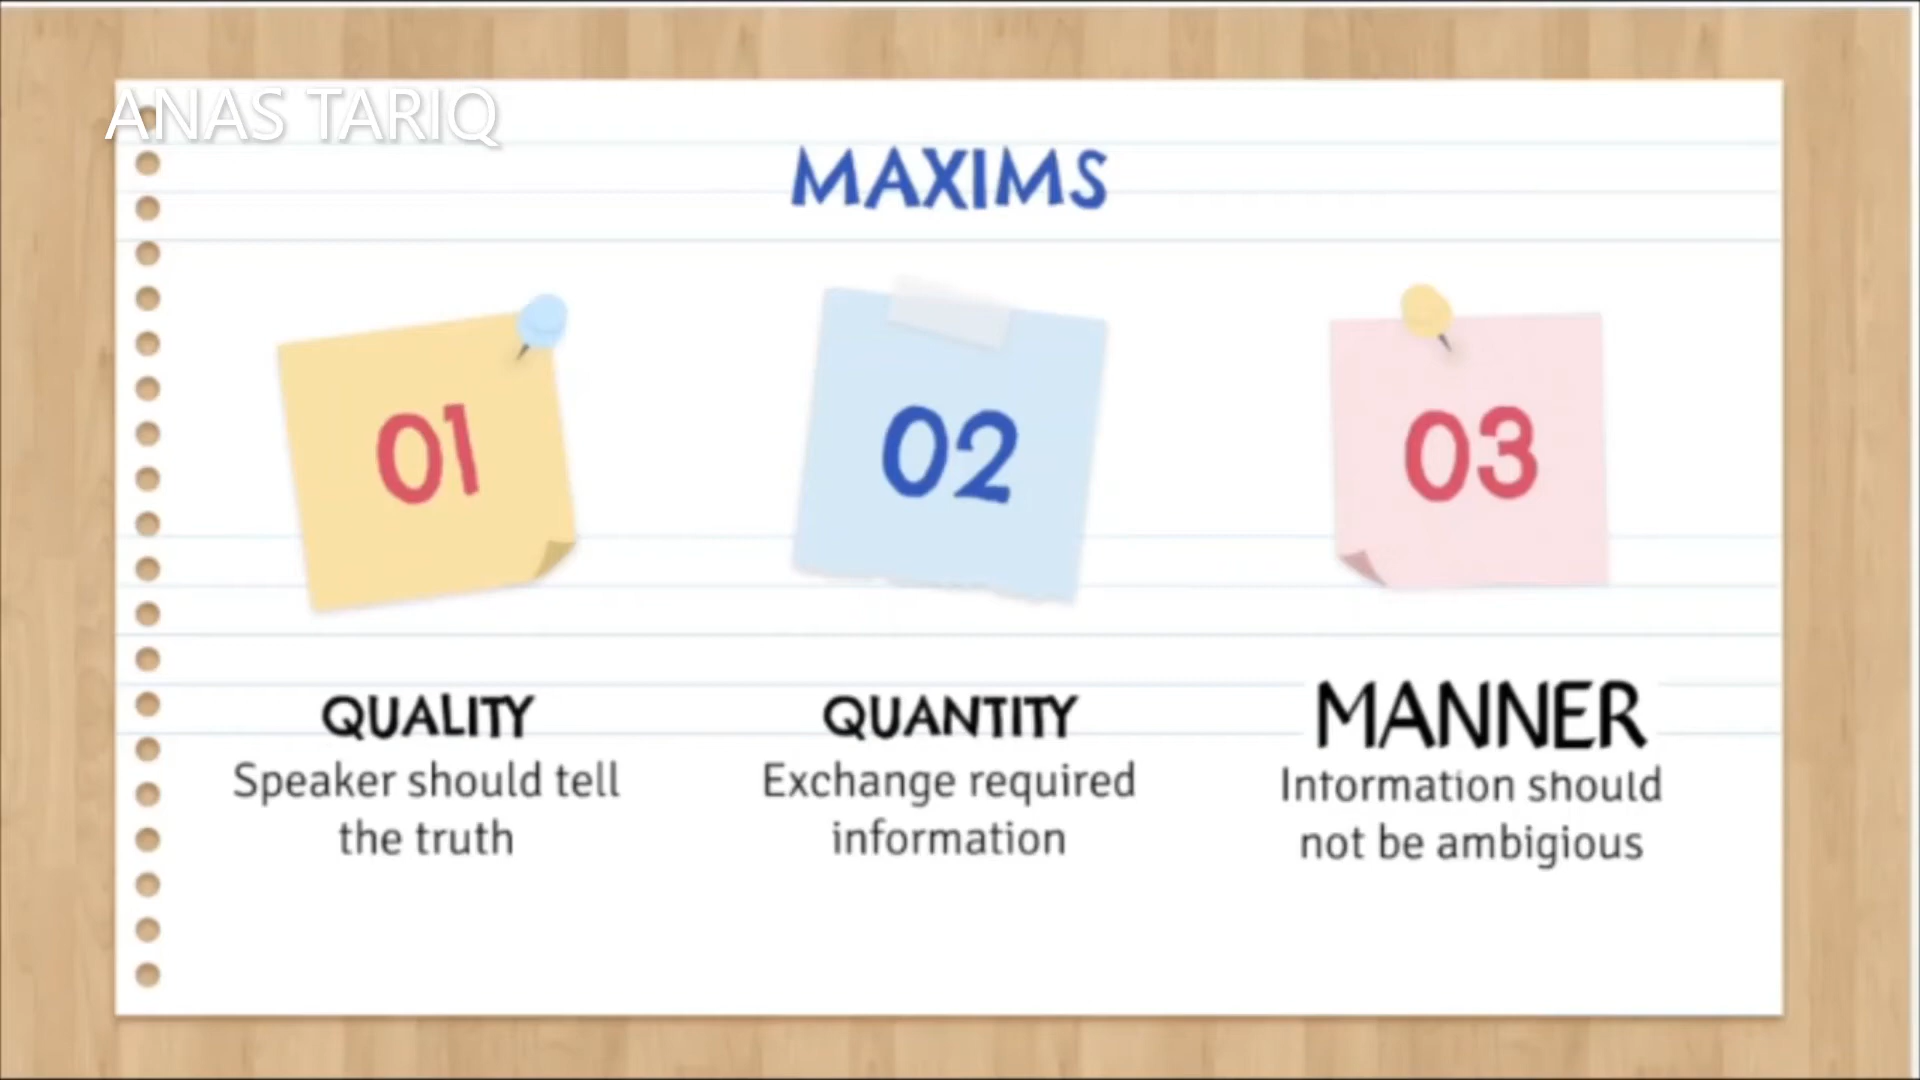 ANAS TARIQ
MAXIMS
01
02
03
QUALITY
Speaker should tell
the truth
QUANTITY
Exchange required
information
MANNER
Information should
not be ambigious